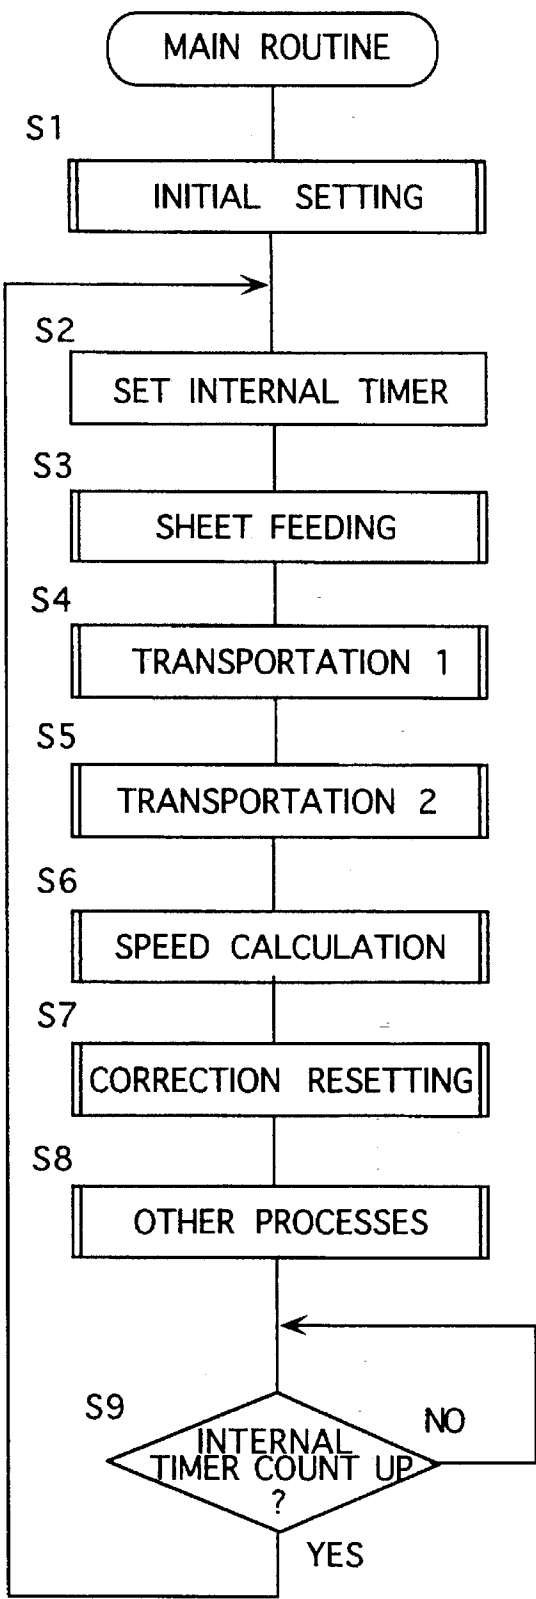 MAIN ROUTINE
S1
INITIAL SETTING
S2
SET INTERNAL TIMER
S3
SHEET FEEDING
S4
TRANSPORTATION 1
S5
TRANSPORTATION 2
S6
SPEED CALCULATION
S7
CORRECTION RESETTING
S8
OTHER PROCESSES
S9
NO
INTERNAL
TIMER COUNT UP
?
YES